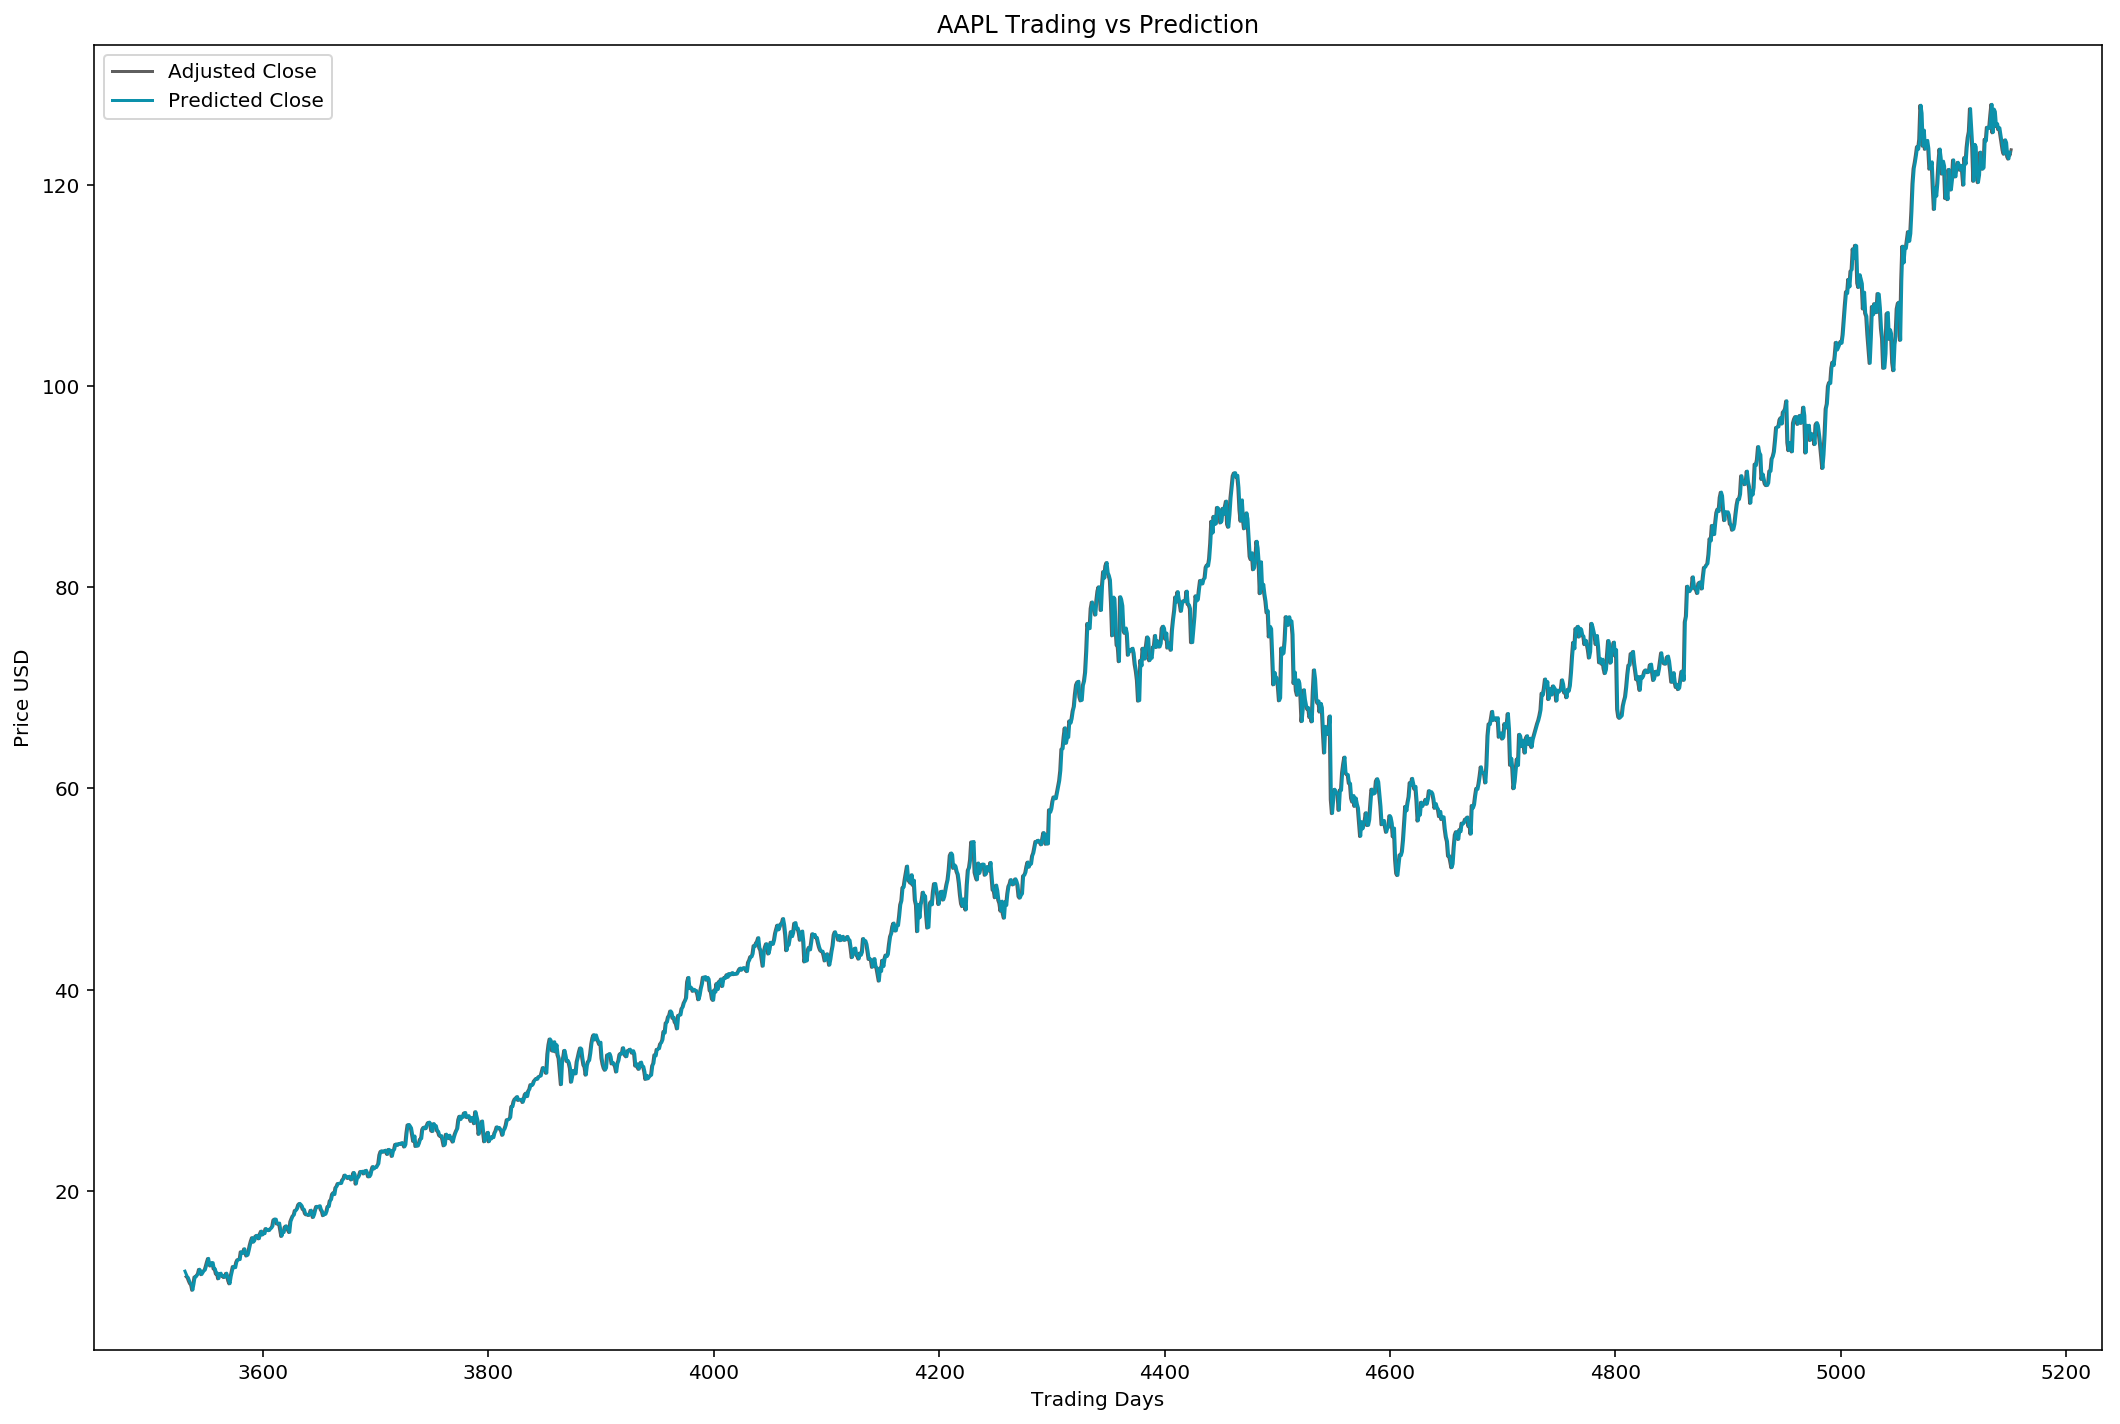 AAPL Trading vs Prediction
Adjusted Close
Predicted Close
Price USD
120
100
80
60
40
20
3600 3800 4000 4200 4400 4600 4800 5000 5200
Trading Days